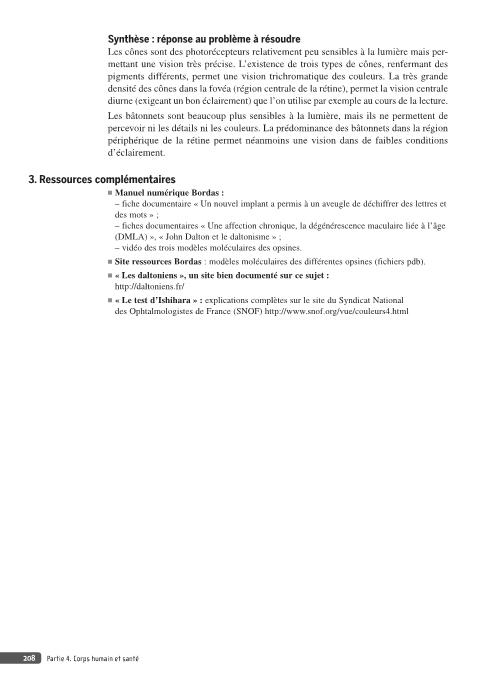 Synthèse : réponse au problème à résoudre
Les cônes sont des photorécepteurs relativement peu sensibles à la lumière mais per-
mettant une vision très précise. L'existence de trois types de cônes, renfermant des
pigments différents, permet une vision trichromatique des couleurs. La très grande
densité des cônes dans la fovéa (région centrale de la rétine), permet la vision centrale
diurne (exigeant un bon éclairement) que l'on utilise par exemple au cours de la lecture.
Les bâtonnets sont beaucoup plus sensibles à la lumière, mais ils ne permettent de
percevoir ni les détails ni les couleurs. La prédominance des bâtonnets dans la région
périphérique de la rétine permet néanmoins une vision dans de faibles conditions
d'éclairement.
3. Ressources complémentaires
■ Manuel numérique Bordas :
– fiche documentaire « Un nouvel implant a permis à un aveugle de déchiffrer des lettres et
des mots » ;
– fiches documentaires « Une affection chronique, la dégénérescence maculaire liée à l'âge
(DMLA) », « John Dalton et le daltonisme » ;
– vidéo des trois modèles moléculaires des opsines.
■ Site ressources Bordas : modèles moléculaires des différentes opsines (fichiers pdb).
■ « Les daltoniens », un site bien documenté sur ce sujet :
http://daltoniens.fr/
■ « Le test d'Ishihara » : explications complètes sur le site du Syndicat National
des Ophtalmologistes de France (SNOF) http://www.snof.org/vue/couleurs4.html
208 Partie 4. Corps humain et santé